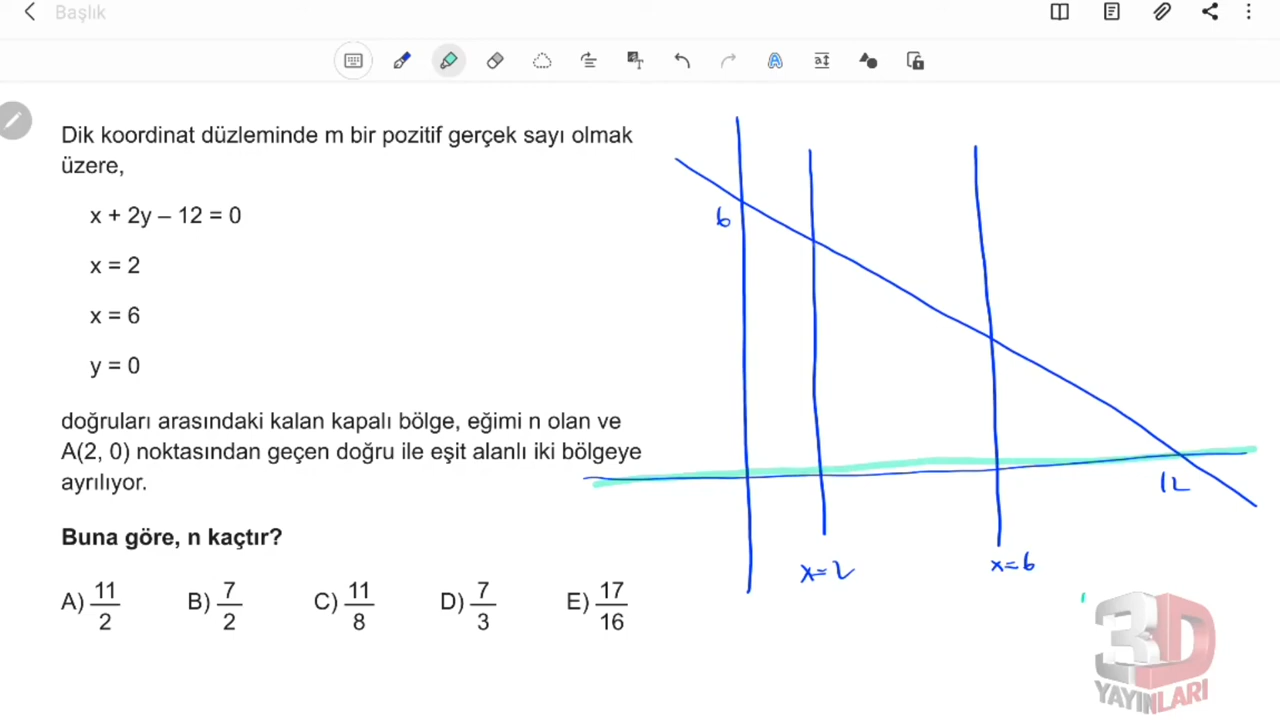 Başlık
Dik koordinat düzleminde m bir pozitif gerçek sayı olmak
üzere,
x + 2y – 12 = 0
x = 2
x = 6
y = 0
doğruları arasındaki kalan kapalı bölge, eğimi n olan ve
A(2, 0) noktasından geçen doğru ile eşit alanlı iki bölgeye
ayrılıyor.
Buna göre, n kaçtır?
A) 11/2 B) 7/2 C) 11/8 D) 7/3 E) 17/16
6
12
x=2
x=6
3D
YAYINLARI